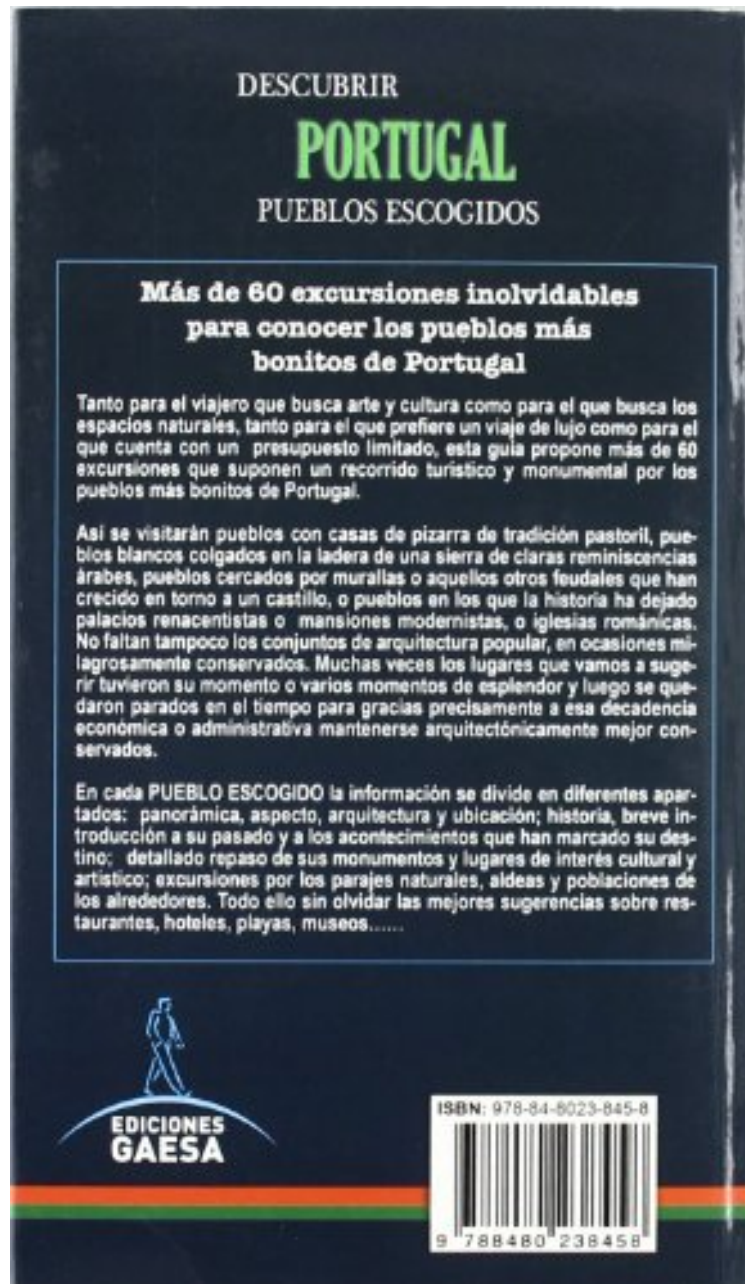 DESCUBRIR
PORTUGAL
PUEBLOS ESCOGIDOS
Más de 60 excursiones inolvidables
para conocer los pueblos más
bonitos de Portugal
Tanto para el viajero que busca arte y cultura como para el que busca los
espacios naturales, tanto para el que prefiere un viaje de lujo como para el
que cuenta con un presupuesto limitado, esta guía propone más de 60
excursiones que suponen un recorrido turístico y monumental por los
pueblos más bonitos de Portugal.
Así se visitarán pueblos con casas de pizarra de tradición pastoril, pue-
blos blancos colgados en la ladera de una sierra de claras reminiscencias
árabes, pueblos cercados por murallas o aquellos otros feudales que han
crecido en torno a un castillo, o pueblos en los que la historia ha dejado
palacios renacentistas o mansiones modernistas, o iglesias románicas.
No faltan tampoco los conjuntos de arquitectura popular, en ocasiones mi-
lagrosamente conservados. Muchas veces los lugares que vamos a suge-
rir tuvieron su momento o varios momentos de esplendor y luego se que-
daron parados en el tiempo para gracias precisamente a esa decadencia
económica o administrativa mantenerse arquitectónicamente mejor con-
servados.
En cada PUEBLO ESCOGIDO la información se divide en diferentes apar-
tados: panorámica, aspecto, arquitectura y ubicación; historia, breve in-
troducción a su pasado y a los acontecimientos que han marcado su des-
tino; detallado repaso de sus monumentos y lugares de interés cultural y
artístico; excursiones por los parajes naturales, aldeas y poblaciones de
los alrededores. Todo ello sin olvidar las mejores sugerencias sobre res-
taurantes, hoteles, playas, museos......
EDICIONES
GAESA
ISBN: 978-84-8023-845-8
9 788480 238458